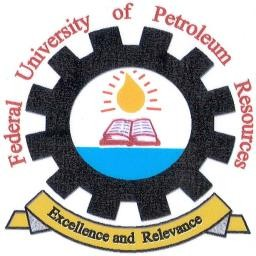 Federal University of Petroleum Resources
Excellence and Relevance